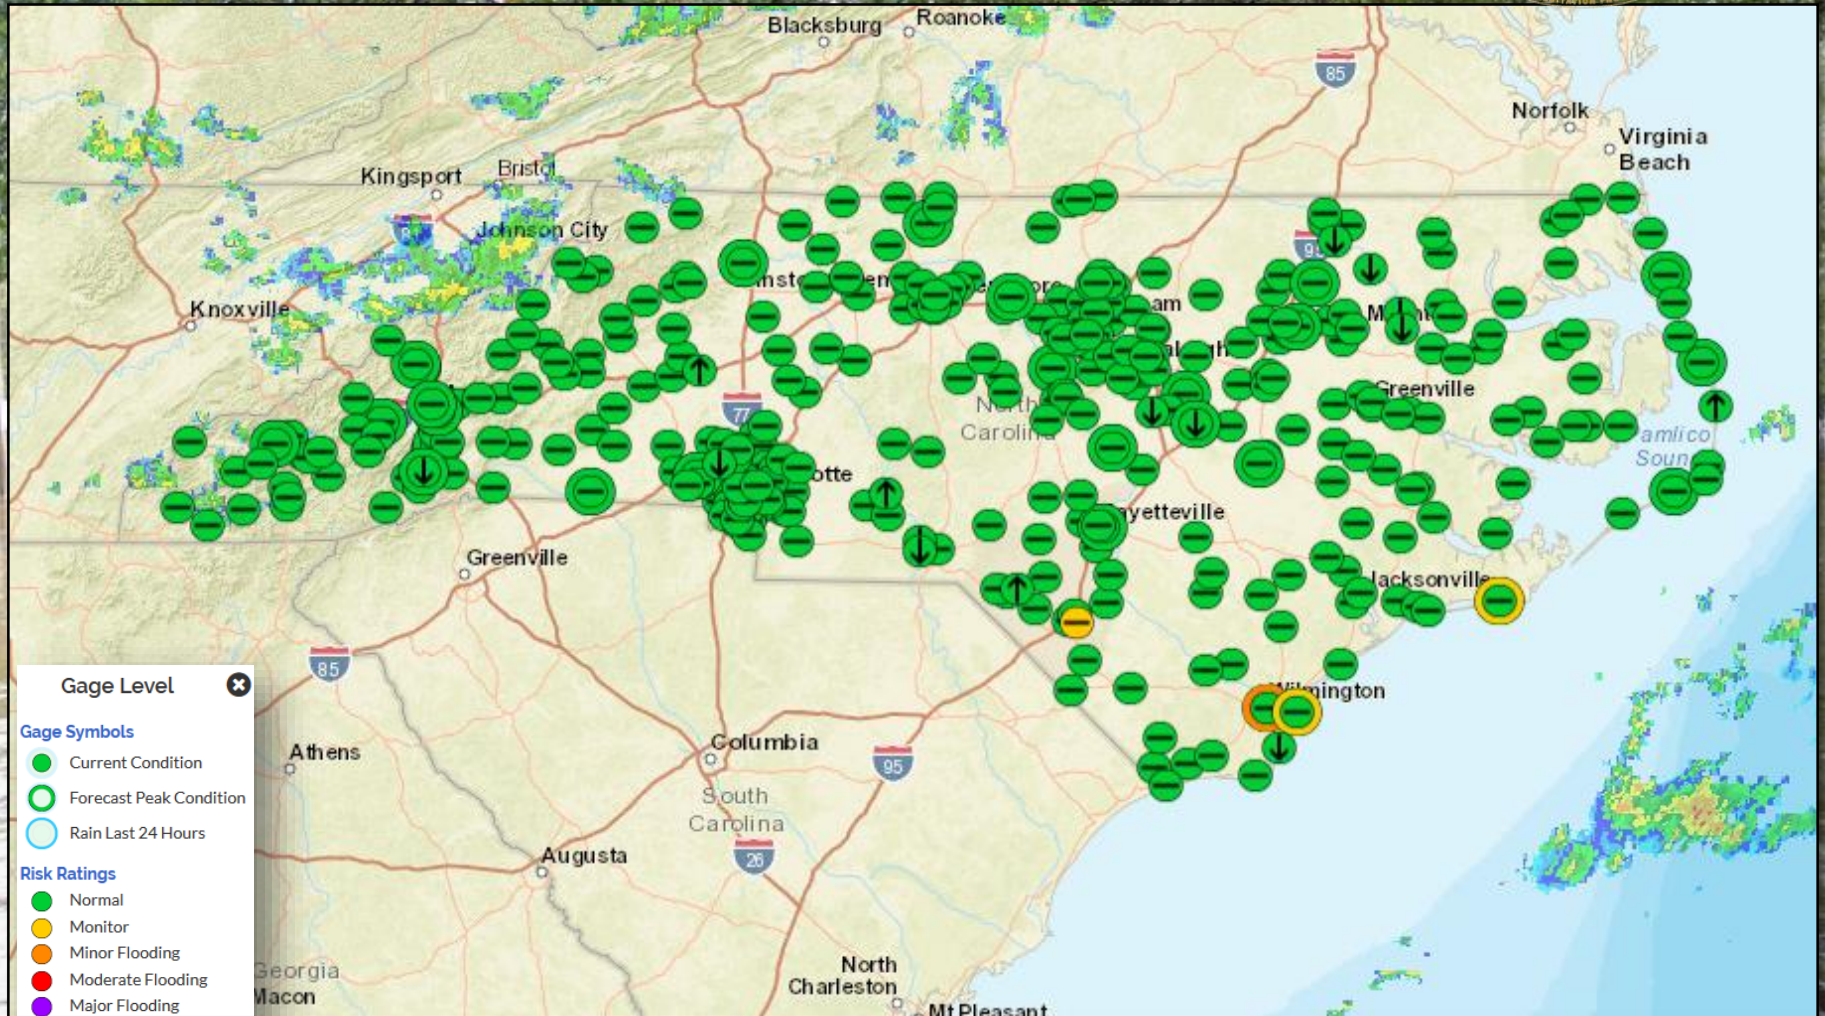 Blacksburg
Roanoke
85
Norfolk
Virginia
Beach
Kingsport
Bristol
Johnson City
Knoxville
77
North
Carolina
Greenville
Pamlico
Jacksonville
Wilmington
Greenville
85
Athens
Columbia
95
South
Carolina
Augusta
26
North
Charleston
Mt Pleasant
Georgia
Macon
Gage Level
Gage Symbols
Current Condition
Forecast Peak Condition
Rain Last 24 Hours
Risk Ratings
Normal
Monitor
Minor Flooding
Moderate Flooding
Major Flooding